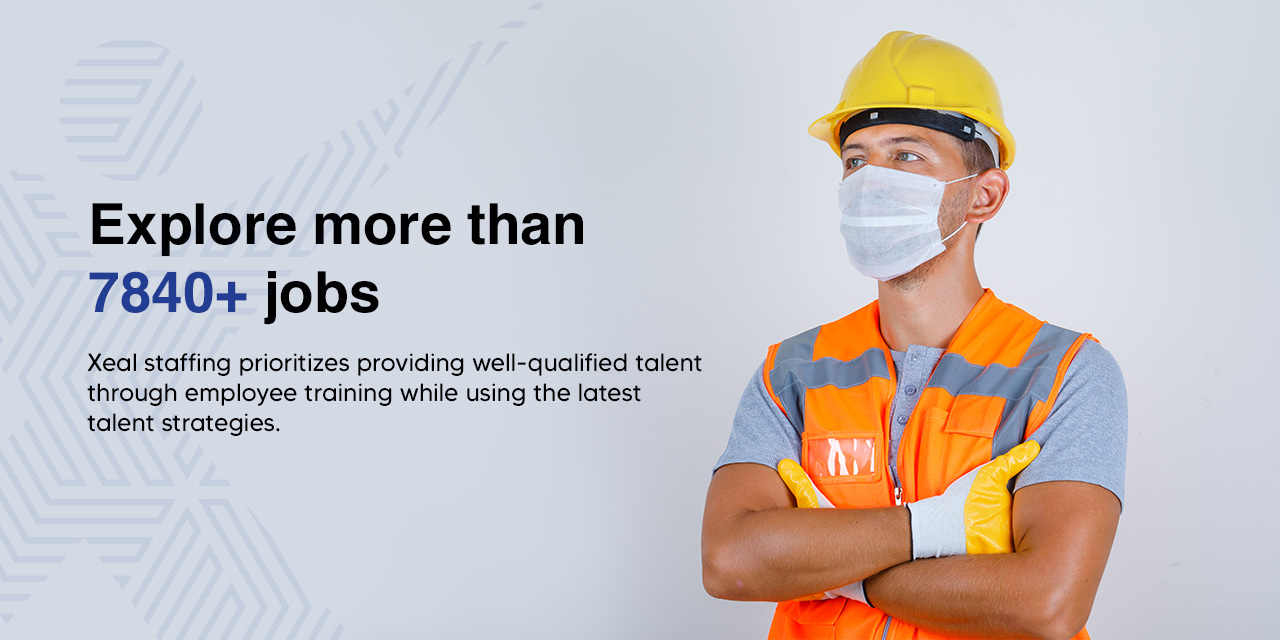 Explore more than
7840+ jobs
Xeal staffing prioritizes providing well-qualified talent
through employee training while using the latest
talent strategies.